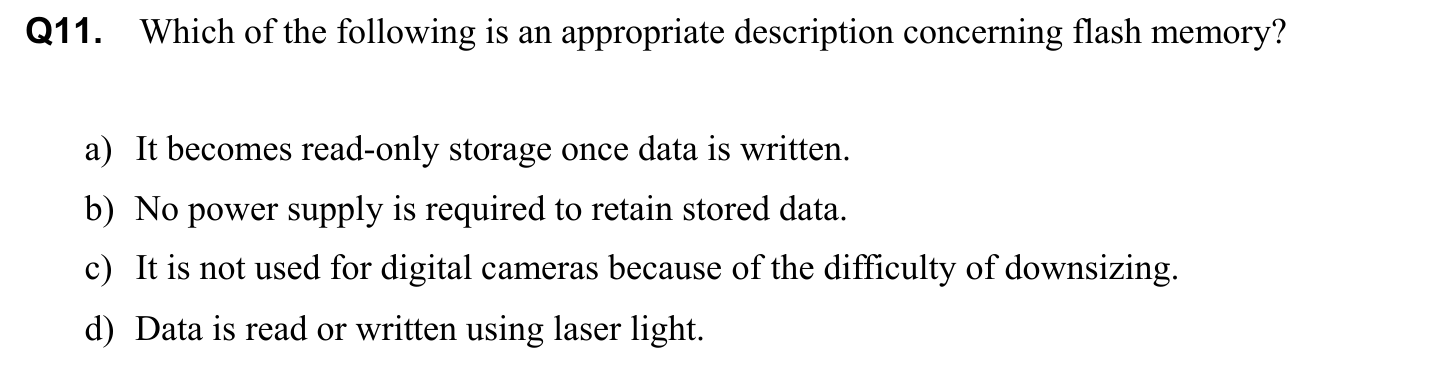 Q11. Which of the following is an appropriate description concerning flash memory?
a) It becomes read-only storage once data is written.
b) No power supply is required to retain stored data.
c) It is not used for digital cameras because of the difficulty of downsizing.
d) Data is read or written using laser light.